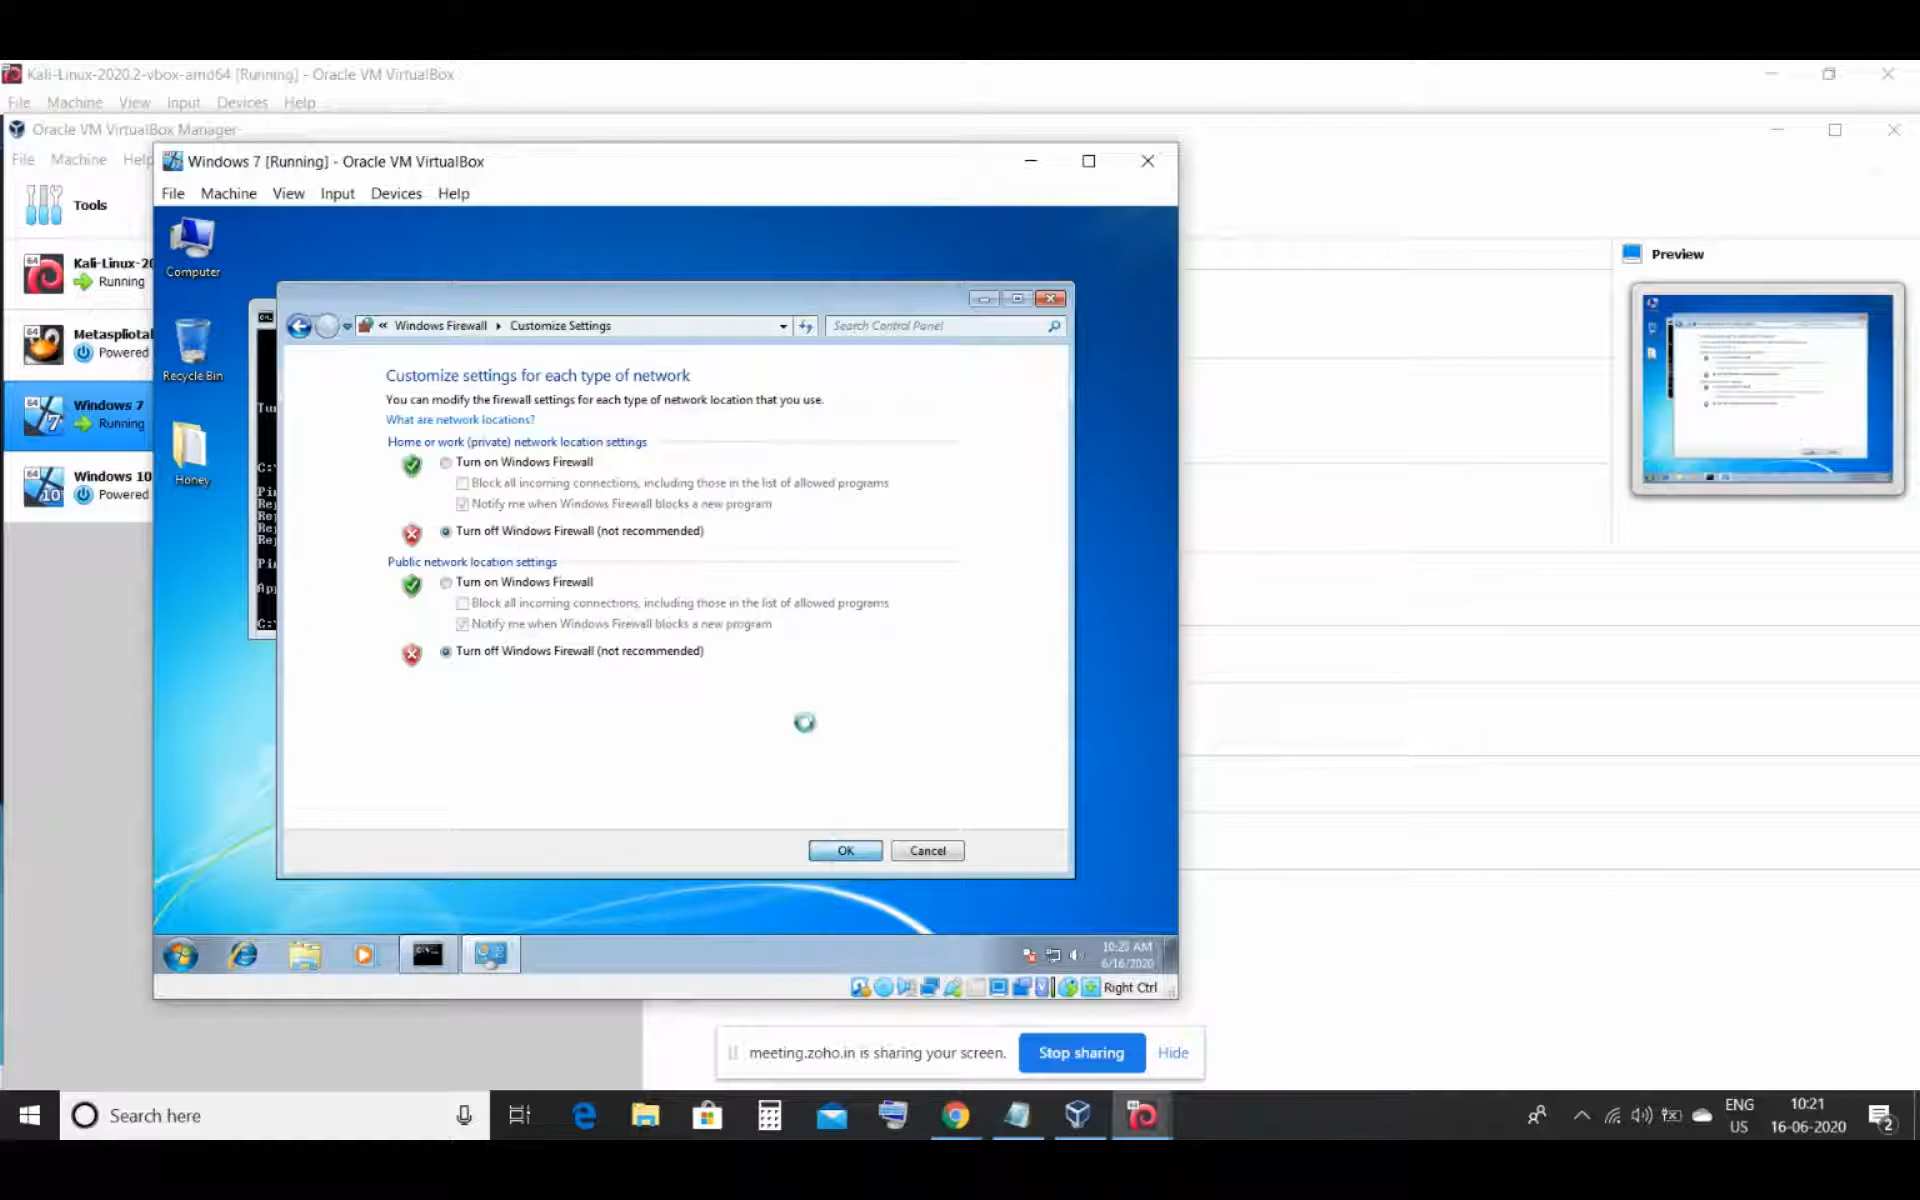 Kali-Linux-2020.2-vbox-amd64 [Running] - Oracle VM VirtualBox
File Machine View Input Devices Help
Oracle VM VirtualBox Manager
File Machine Help
Tools
Kali-Linux-20
Running
Metasploital
Powered
Windows 7
Running
Windows 10
Powered
Windows 7 [Running] - Oracle VM VirtualBox
File Machine View Input Devices Help
Computer
Recycle Bin
Honey
Windows Firewall Customize Settings
Search Control Panel
Customize settings for each type of network
You can modify the firewall settings for each type of network location that you use.
What are network locations?
Home or work (private) network location settings
Turn on Windows Firewall
Block all incoming connections, including those in the list of allowed programs
Notify me when Windows Firewall blocks a new program
Turn off Windows Firewall (not recommended)
Public network location settings
Turn on Windows Firewall
Block all incoming connections, including those in the list of allowed programs
Notify me when Windows Firewall blocks a new program
Turn off Windows Firewall (not recommended)
OK Cancel
6/16/2020
Right Ctrl
Preview
meeting.zoho.in is sharing your screen. Stop sharing Hide
Search here
ENG
US
10:21
16-06-2020
2